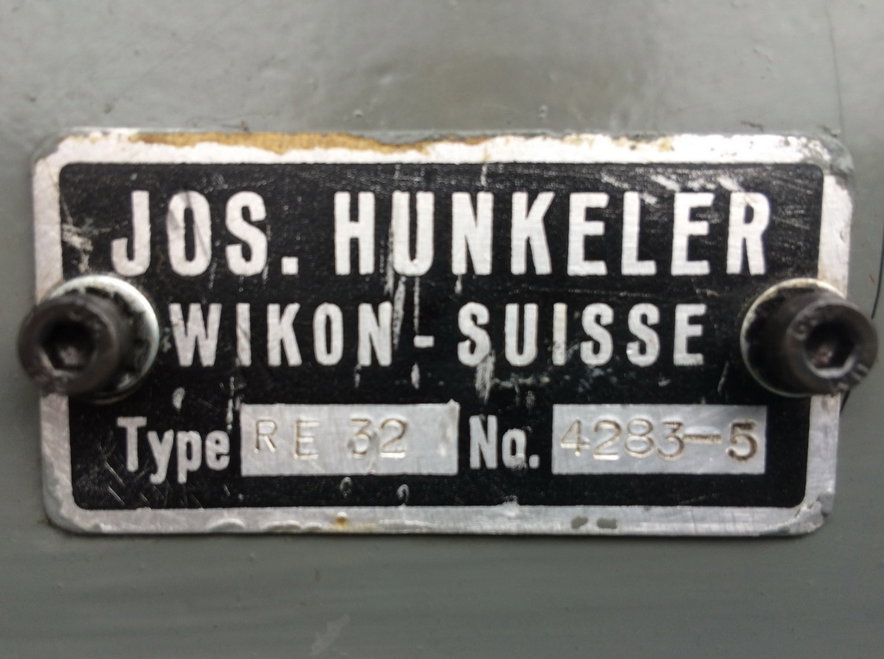 JOS. HUNKELER
WIKON-SUISSE
Type RE 32 No. 4283-5